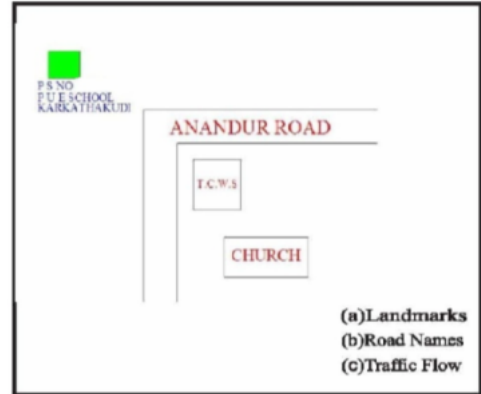 P S NO
P U E SCHOOL
KARKATHAKUDI
ANANDUR ROAD
T.C.W.S
CHURCH
(a)Landmarks
(b)Road Names
(c)Traffic Flow